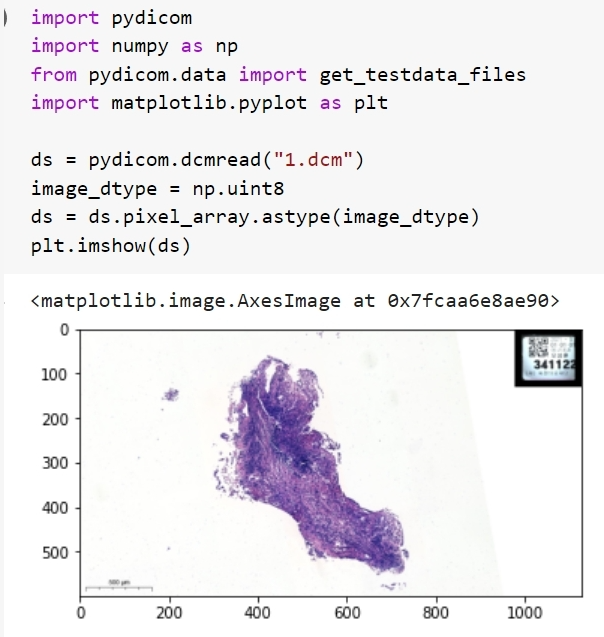 import pydicom
import numpy as np
from pydicom.data import get_testdata_files
import matplotlib.pyplot as plt
ds = pydicom.dcmread("1.dcm")
image_dtype = np.uint8
ds = ds.pixel_array.astype(image_dtype)
plt.imshow(ds)
<matplotlib.image.AxesImage at 0x7fcaa6e8ae90>
0
100
341122
200
300
400
500
500 µm
0 200 400 600 800 1000